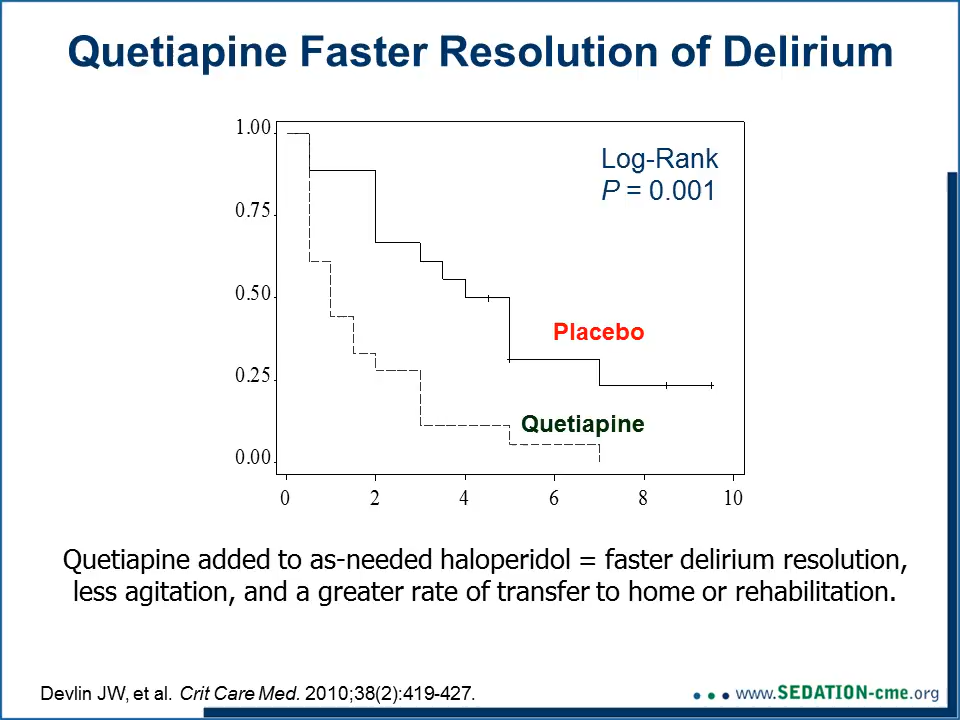 Quetiapine Faster Resolution of Delirium
1.00
0.75
0.50
0.25
0.00
Log-Rank
P = 0.001
Placebo
Quetiapine
0 2 4 6 8 10
Quetiapine added to as-needed haloperidol = faster delirium resolution,
less agitation, and a greater rate of transfer to home or rehabilitation.
Devlin JW, et al. Crit Care Med. 2010;38(2):419-427.
www.SEDATION-cme.org